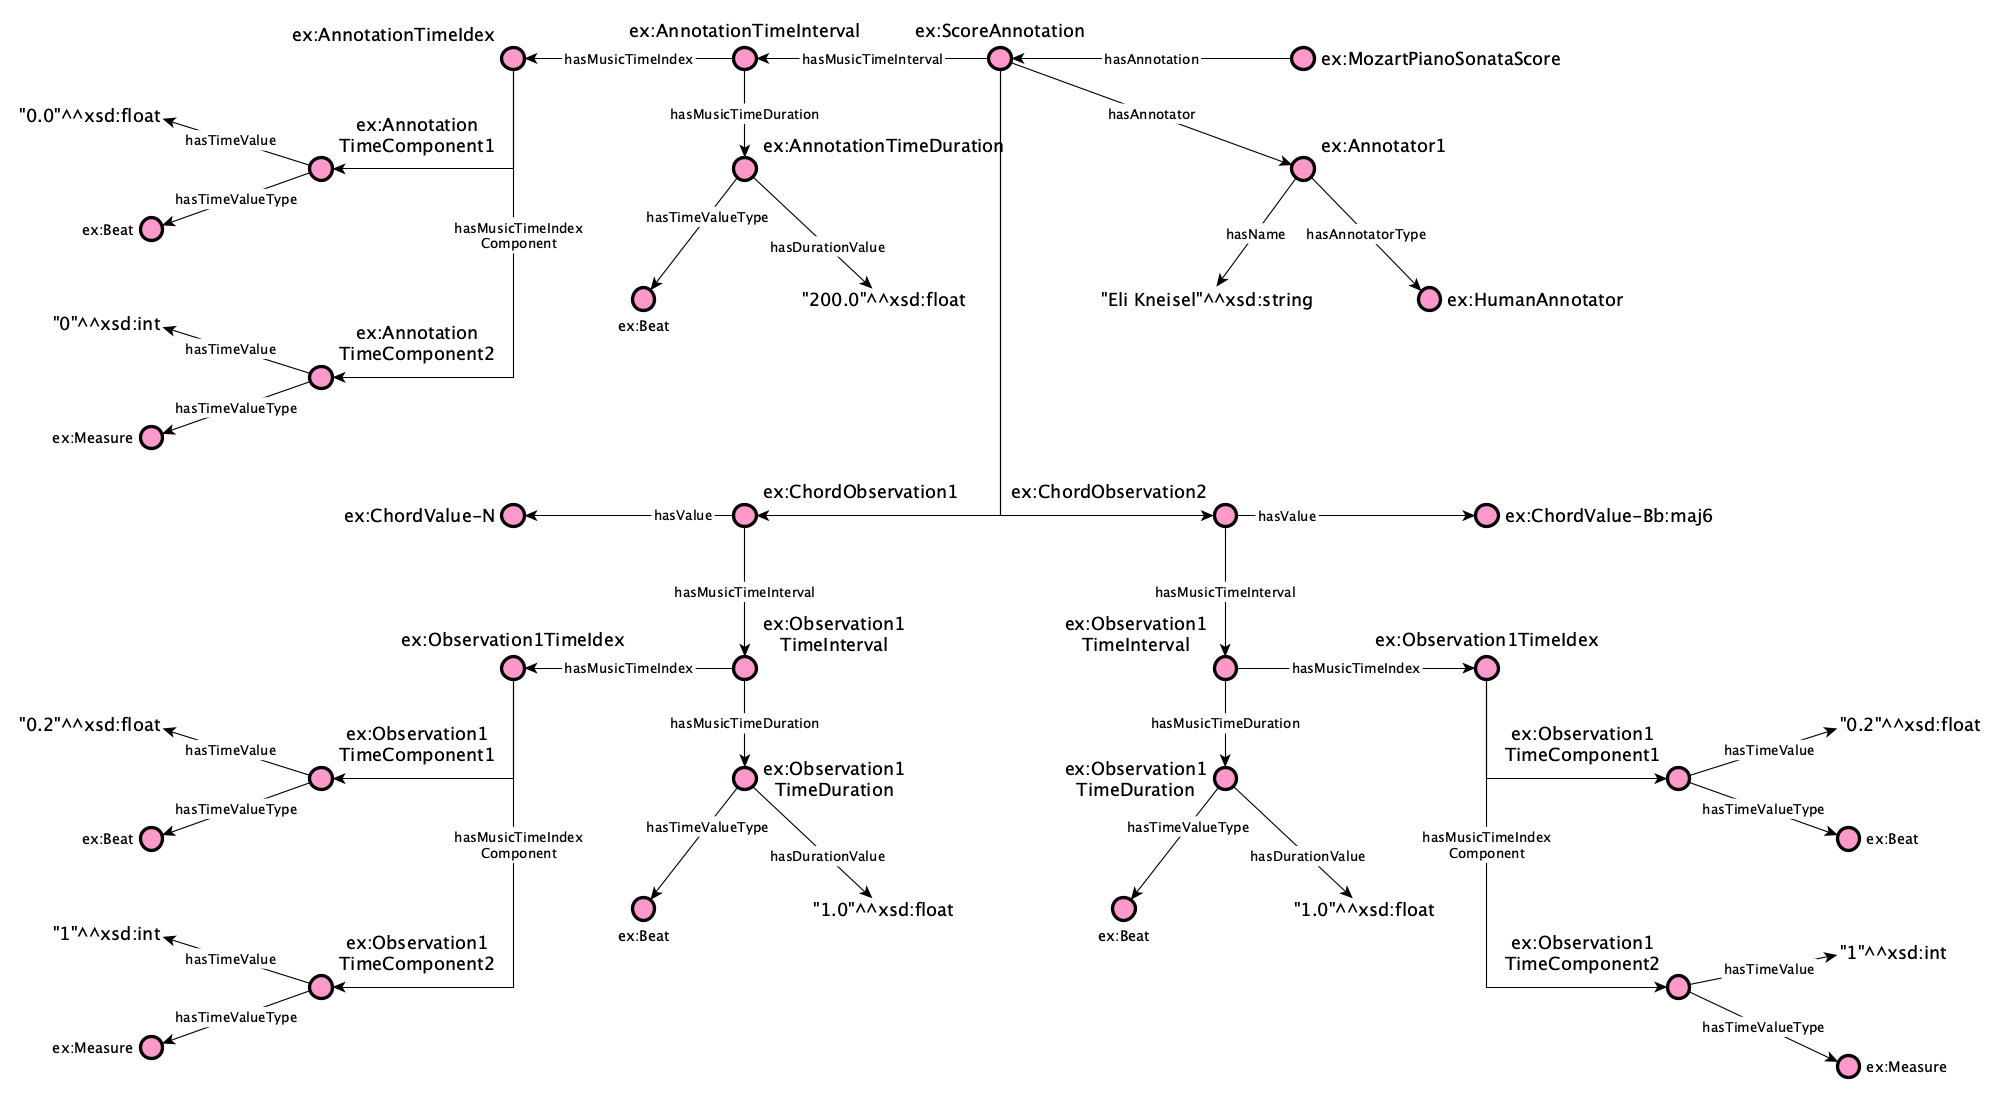 ex:AnnotationTimeIdex
ex:AnnotationTimeInterval
ex:ScoreAnnotation
hasMusicTimeIndex
hasMusicTimeInterval
hasAnnotation
ex:MozartPianoSonataScore
"0.0"^^xsd:float
hasTimeValue
ex:Annotation
TimeComponent1
hasTimeValueType
ex:Beat
hasMusicTimeIndex
Component
"0"^^xsd:int
hasTimeValue
ex:Annotation
TimeComponent2
hasTimeValueType
ex:Measure
hasMusicTimeDuration
ex:AnnotationTimeDuration
hasTimeValueType
hasDurationValue
ex:Beat
"200.0"^^xsd:float
hasAnnotator
ex:Annotator1
hasName
hasAnnotatorType
"Eli Kneisel"^^xsd:string
ex:HumanAnnotator
ex:ChordValue-N
hasValue
ex:ChordObservation1
ex:ChordObservation2
hasValue
ex:ChordValue-Bb:maj6
hasMusicTimeInterval
ex:Observation1
TimeInterval
ex:Observation1TimeIdex
hasMusicTimeIndex
"0.2"^^xsd:float
hasTimeValue
ex:Observation1
TimeComponent1
hasTimeValueType
ex:Beat
hasMusicTimeIndex
Component
"1"^^xsd:int
hasTimeValue
ex:Observation1
TimeComponent2
hasTimeValueType
ex:Measure
hasMusicTimeDuration
ex:Observation1
TimeDuration
hasTimeValueType
hasDurationValue
ex:Beat
"1.0"^^xsd:float
hasMusicTimeInterval
ex:Observation1
TimeInterval
hasMusicTimeIndex
ex:Observation1TimeIdex
hasMusicTimeDuration
ex:Observation1
TimeDuration
hasTimeValueType
hasDurationValue
ex:Beat
"1.0"^^xsd:float
ex:Observation1
TimeComponent1
hasTimeValue
"0.2"^^xsd:float
hasTimeValueType
ex:Beat
hasMusicTimeIndex
Component
ex:Observation1
TimeComponent2
hasTimeValue
"1"^^xsd:int
hasTimeValueType
ex:Measure